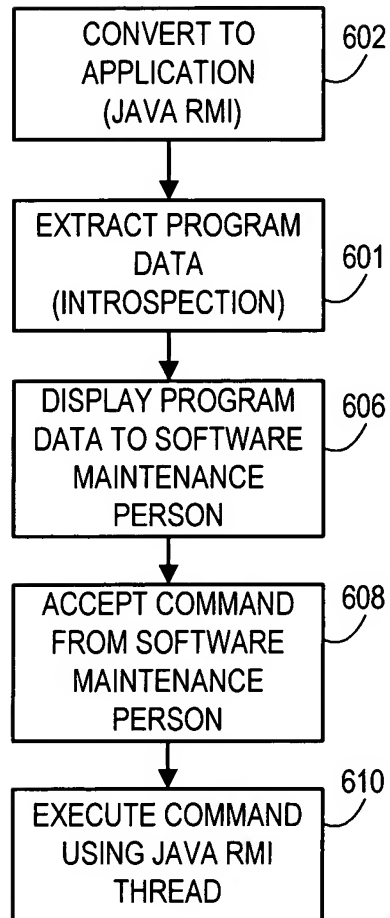 CONVERT TO
APPLICATION
(JAVA RMI)
602
EXTRACT PROGRAM
DATA
(INTROSPECTION)
601
DISPLAY PROGRAM
DATA TO SOFTWARE
MAINTENANCE
PERSON
606
ACCEPT COMMAND
FROM SOFTWARE
MAINTENANCE
PERSON
608
EXECUTE COMMAND
USING JAVA RMI
THREAD
610